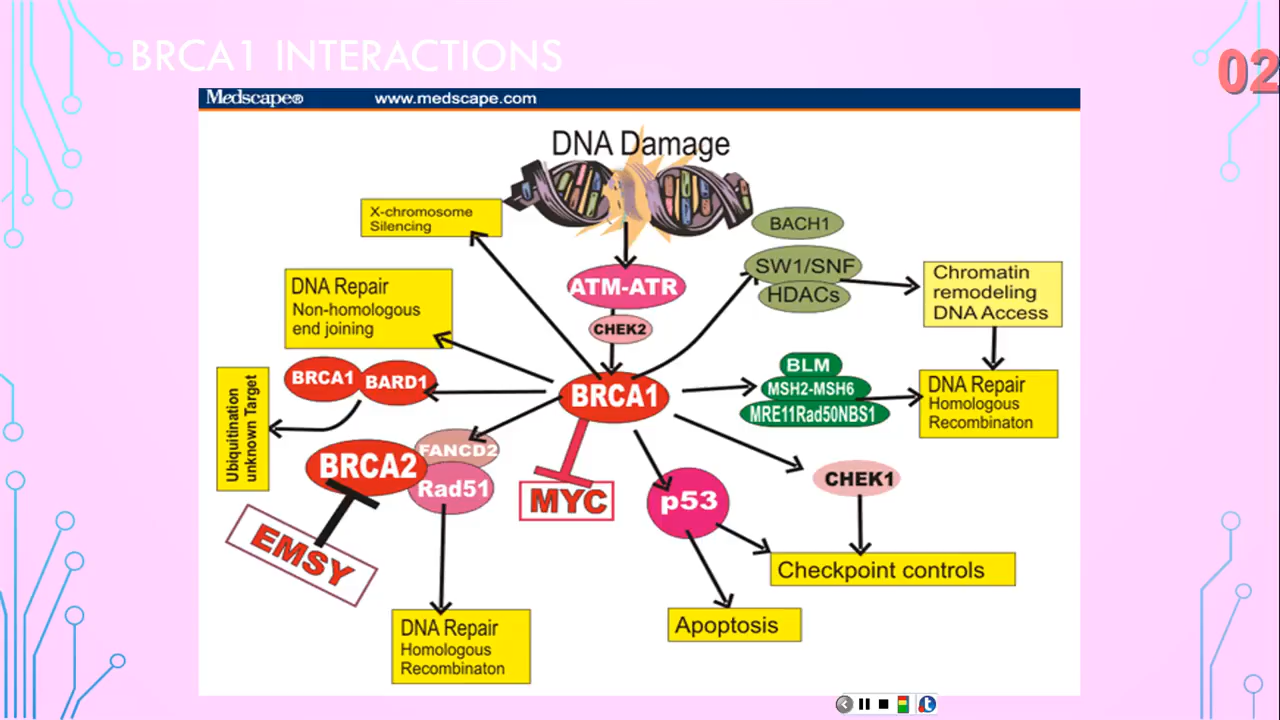 BRCA1 INTERACTIONS
02
Medscape® www.medscape.com
DNA Damage
X-chromosome
Silencing
BACH1
SW1/SNF
HDACs
Chromatin
remodeling
DNA Access
ATM-ATR
CHEK2
DNA Repair
Non-homologous
end joining
BRCA1
BARD1
BRCA1
BLM
MSH2-MSH6
MRE11Rad50NBS1
DNA Repair
Homologous
Recombinaton
Ubiquitination
unknown Target
BRCA2
FANCD2
Rad51
MYC
p53
CHEK1
EMSY
Checkpoint controls
Apoptosis
DNA Repair
Homologous
Recombinaton